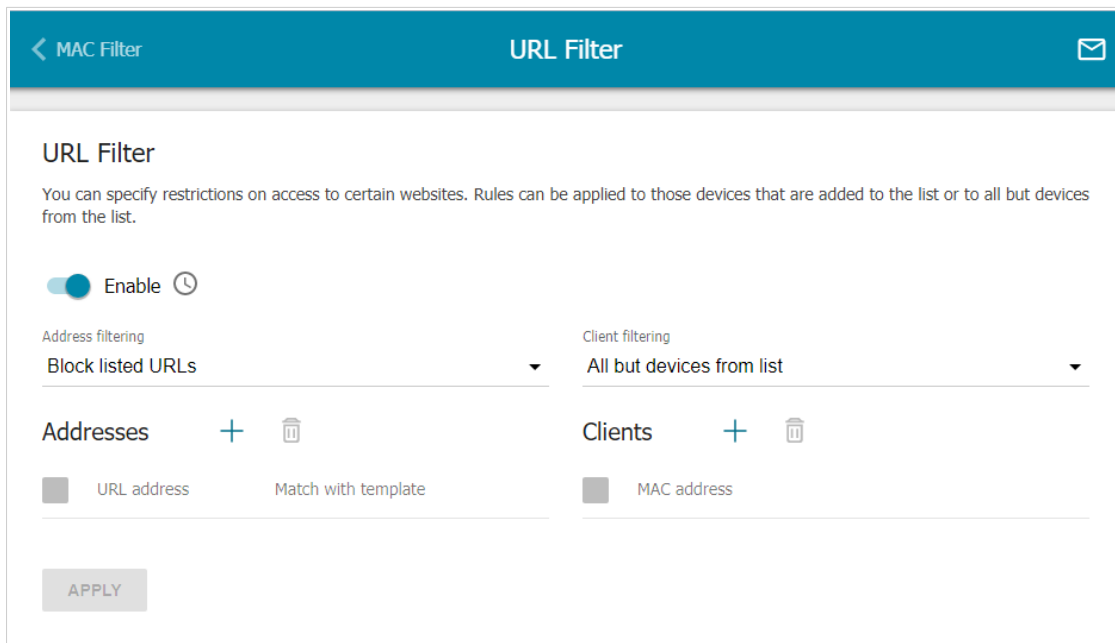 MAC Filter
URL Filter
URL Filter
You can specify restrictions on access to certain websites. Rules can be applied to those devices that are added to the list or to all but devices
from the list.
Enable
Address filtering
Block listed URLs
Client filtering
All but devices from list
Addresses
URL address Match with template
Clients
MAC address
APPLY